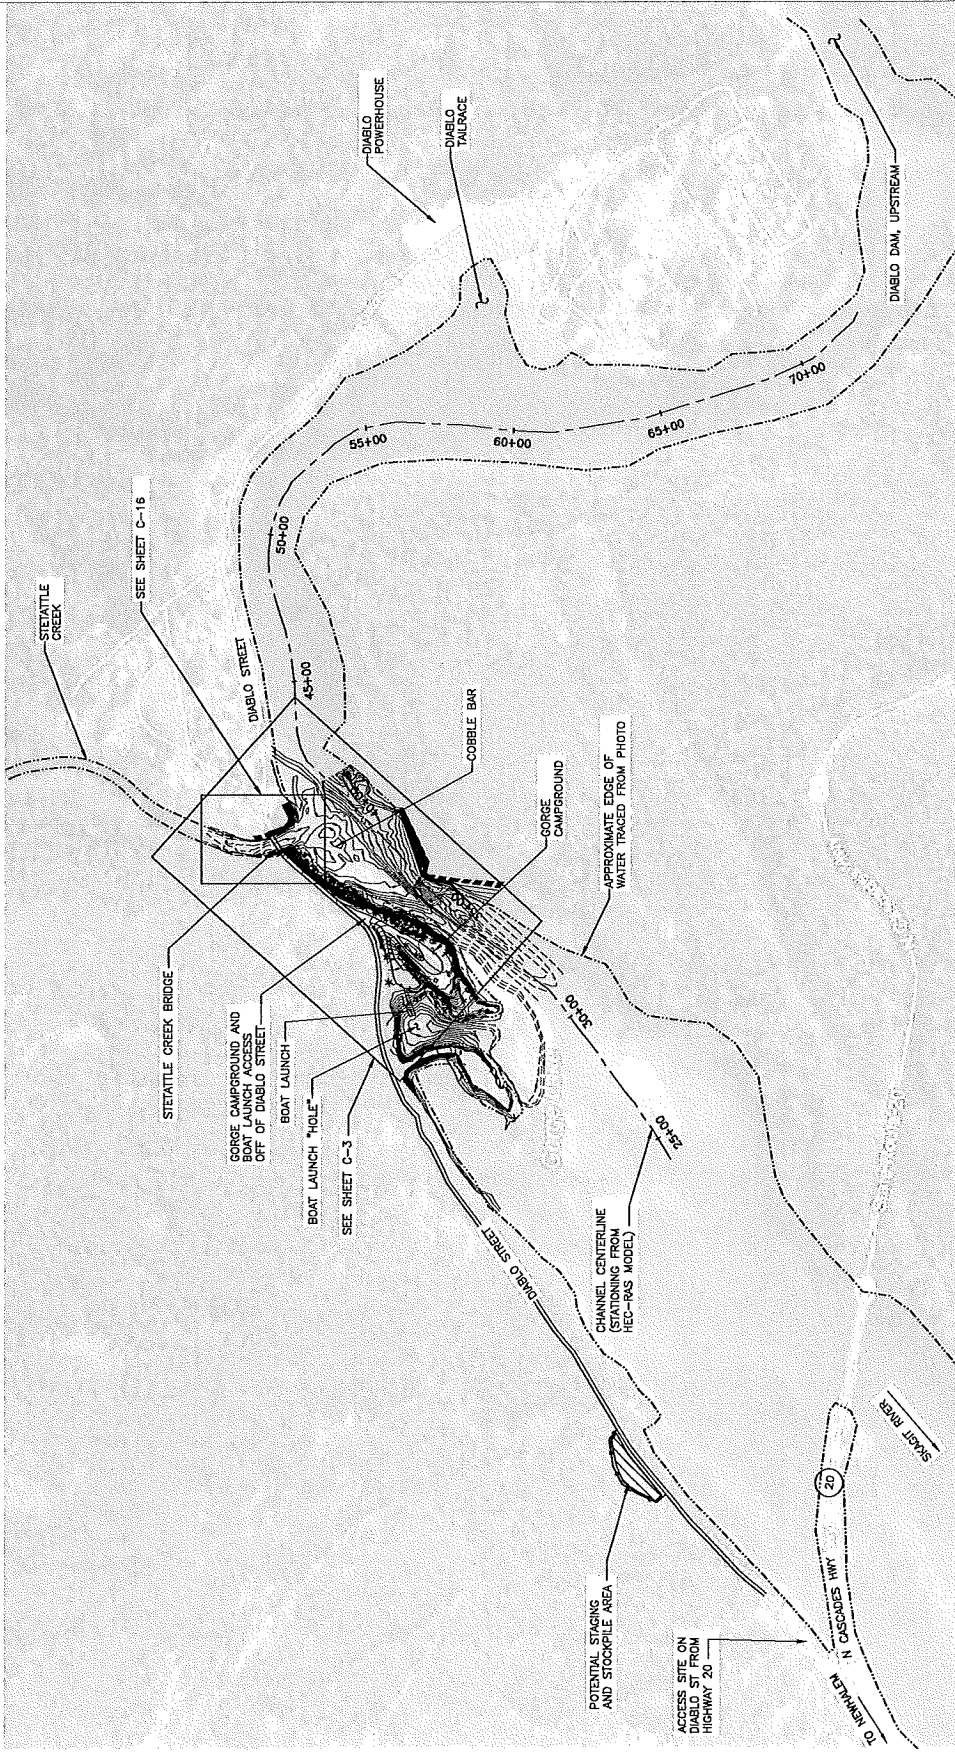 DIABLO
POWERHOUSE
DIABLO
TAILRACE
DIABLO DAM, UPSTREAM
70+00
65+00
60+00
55+00
50+00
45+00
STETATTLE
CREEK
SEE SHEET C-16
DIABLO STREET
COBBLE BAR
GORGE
CAMPGROUND
APPROXIMATE EDGE OF
WATER TRACED FROM PHOTO
STETATTLE CREEK BRIDGE
GORGE CAMPGROUND AND
BOAT LAUNCH ACCESS
OFF OF DIABLO STREET
BOAT LAUNCH
BOAT LAUNCH "HOLE"
SEE SHEET C-3
30+00
25+00
CHANNEL CENTERLINE
(STATIONING FROM
HEC-RAS MODEL)
DIABLO STREET
POTENTIAL STAGING
AND STOCKPILE AREA
ACCESS SITE ON
DIABLO ST FROM
HIGHWAY 20
SKAGIT RIVER
20
N CASCADES HWY
TO NEWHALEM